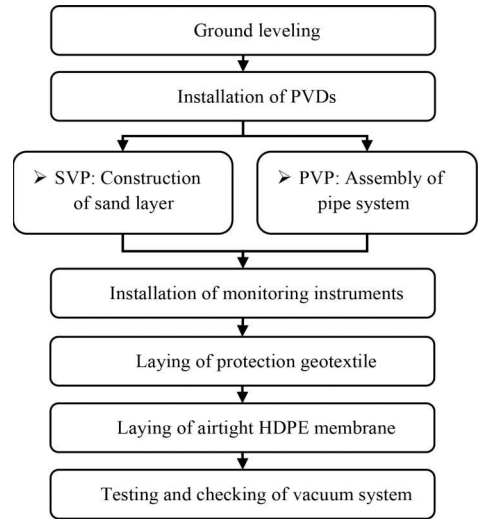 Ground leveling
Installation of PVDs
➢ SVP: Construction
of sand layer
➢ PVP: Assembly of
pipe system
Installation of monitoring instruments
Laying of protection geotextile
Laying of airtight HDPE membrane
Testing and checking of vacuum system